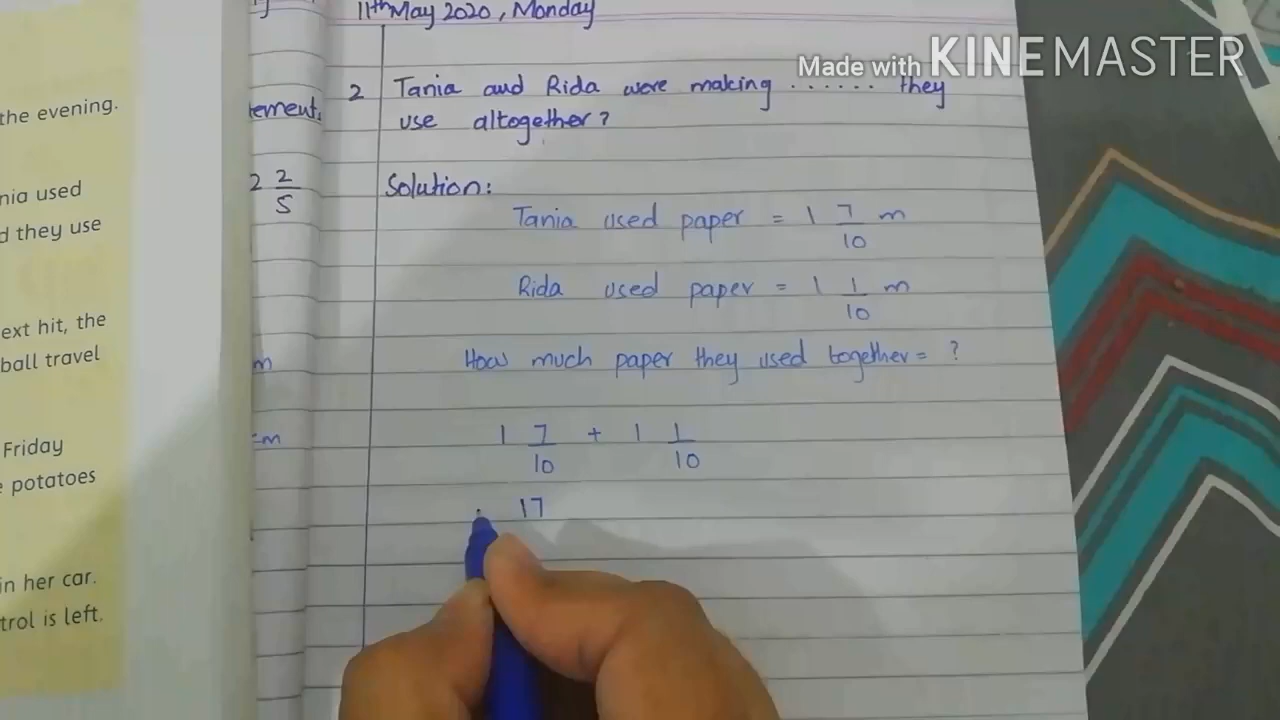 11th May 2020, Monday
Made with KINEMASTER
2 Tania and Rida were making ...... they
use altogether?
Solution:
Tania used paper = 1 7/10 m
Rida used paper = 1 1/10 m
How much paper they used together = ?
1 7/10 + 1 1/10
17
2 2/5
m
the evening.
used
they use
hit, the
ball travel
Friday
potatoes
in her car.
is left.